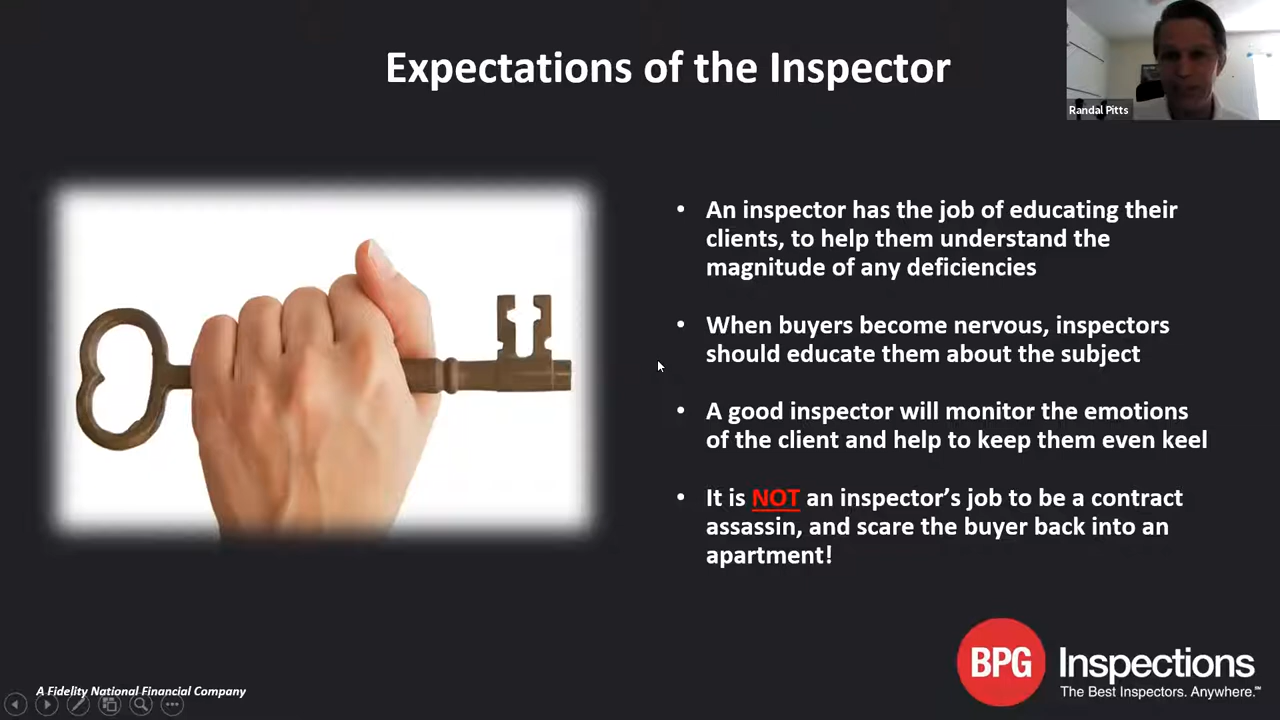 Expectations of the Inspector
Randal Pitts
• An inspector has the job of educating their
clients, to help them understand the
magnitude of any deficiencies
• When buyers become nervous, inspectors
should educate them about the subject
• A good inspector will monitor the emotions
of the client and help to keep them even keel
• It is NOT an inspector's job to be a contract
assassin, and scare the buyer back into an
apartment!
BPG Inspections
The Best Inspectors. Anywhere.℠
A Fidelity National Financial Company